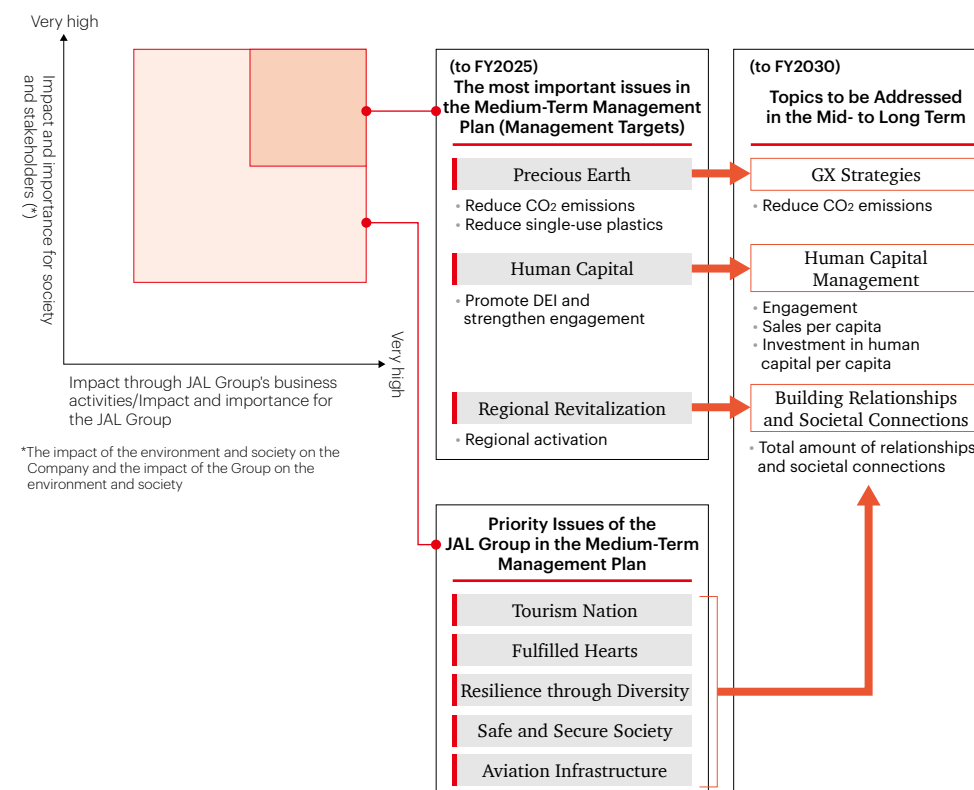 Very high
Impact and importance for society
and stakeholders (*)
Very high
Impact through JAL Group's business
activities/Impact and importance for
the JAL Group
*The impact of the environment and society on the
Company and the impact of the Group on the
environment and society
(to FY2025)
The most important issues in
the Medium-Term Management
Plan (Management Targets)
Precious Earth
• Reduce CO2 emissions
• Reduce single-use plastics
Human Capital
• Promote DEI and
strengthen engagement
Regional Revitalization
• Regional activation
Priority Issues of the
JAL Group in the Medium-Term
Management Plan
Tourism Nation
Fulfilled Hearts
Resilience through Diversity
Safe and Secure Society
Aviation Infrastructure
(to FY2030)
Topics to be Addressed
in the Mid- to Long Term
GX Strategies
• Reduce CO2 emissions
Human Capital
Management
• Engagement
• Sales per capita
• Investment in human
capital per capita
Building Relationships
and Societal Connections
• Total amount of relationships
and societal connections